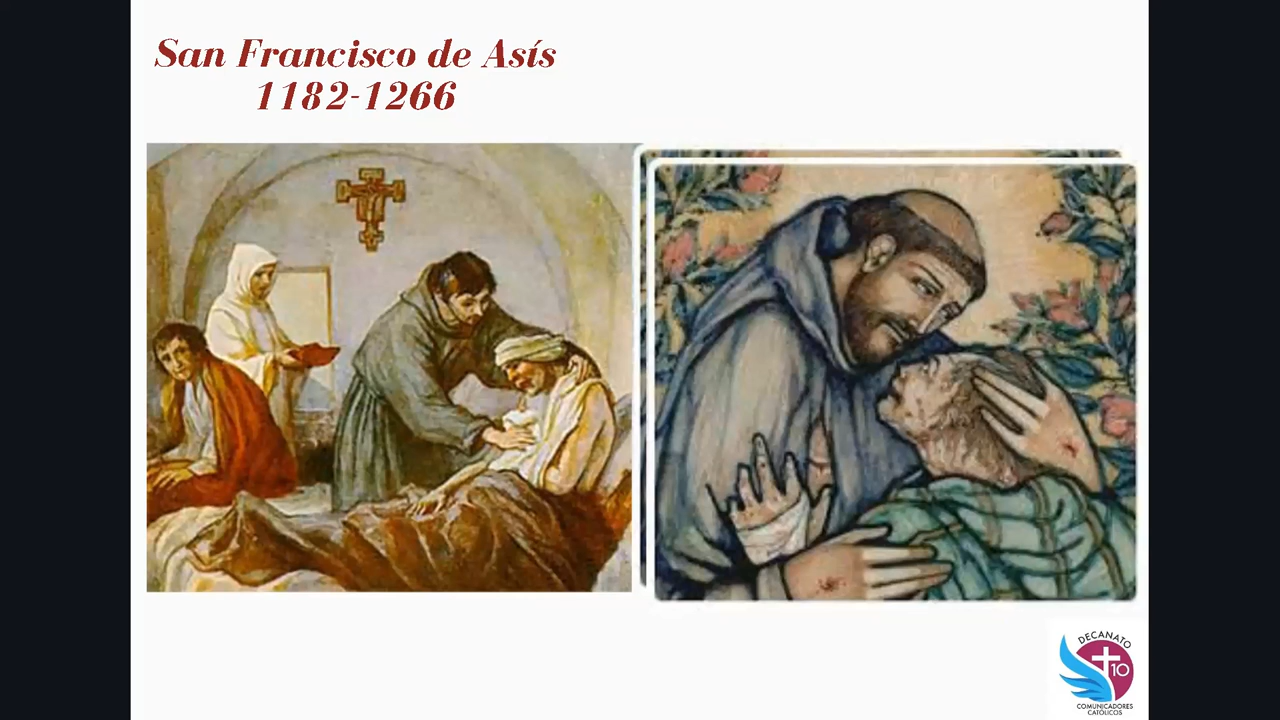 San Francisco de Asís
1182-1266
DECANATO
10
COMUNICADORES
CATÓLICOS